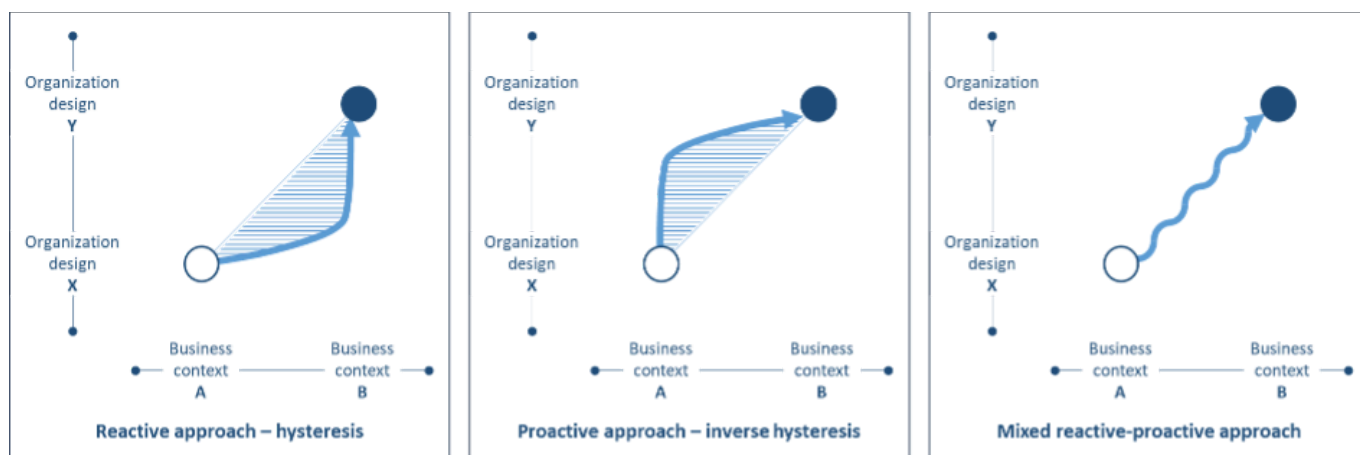 Organization
design
Y
Organization
design
X
Business
context
A
Business
context
B
Reactive approach – hysteresis
Organization
design
Y
Organization
design
X
Business
context
A
Business
context
B
Proactive approach – inverse hysteresis
Organization
design
Y
Organization
design
X
Business
context
A
Business
context
B
Mixed reactive-proactive approach